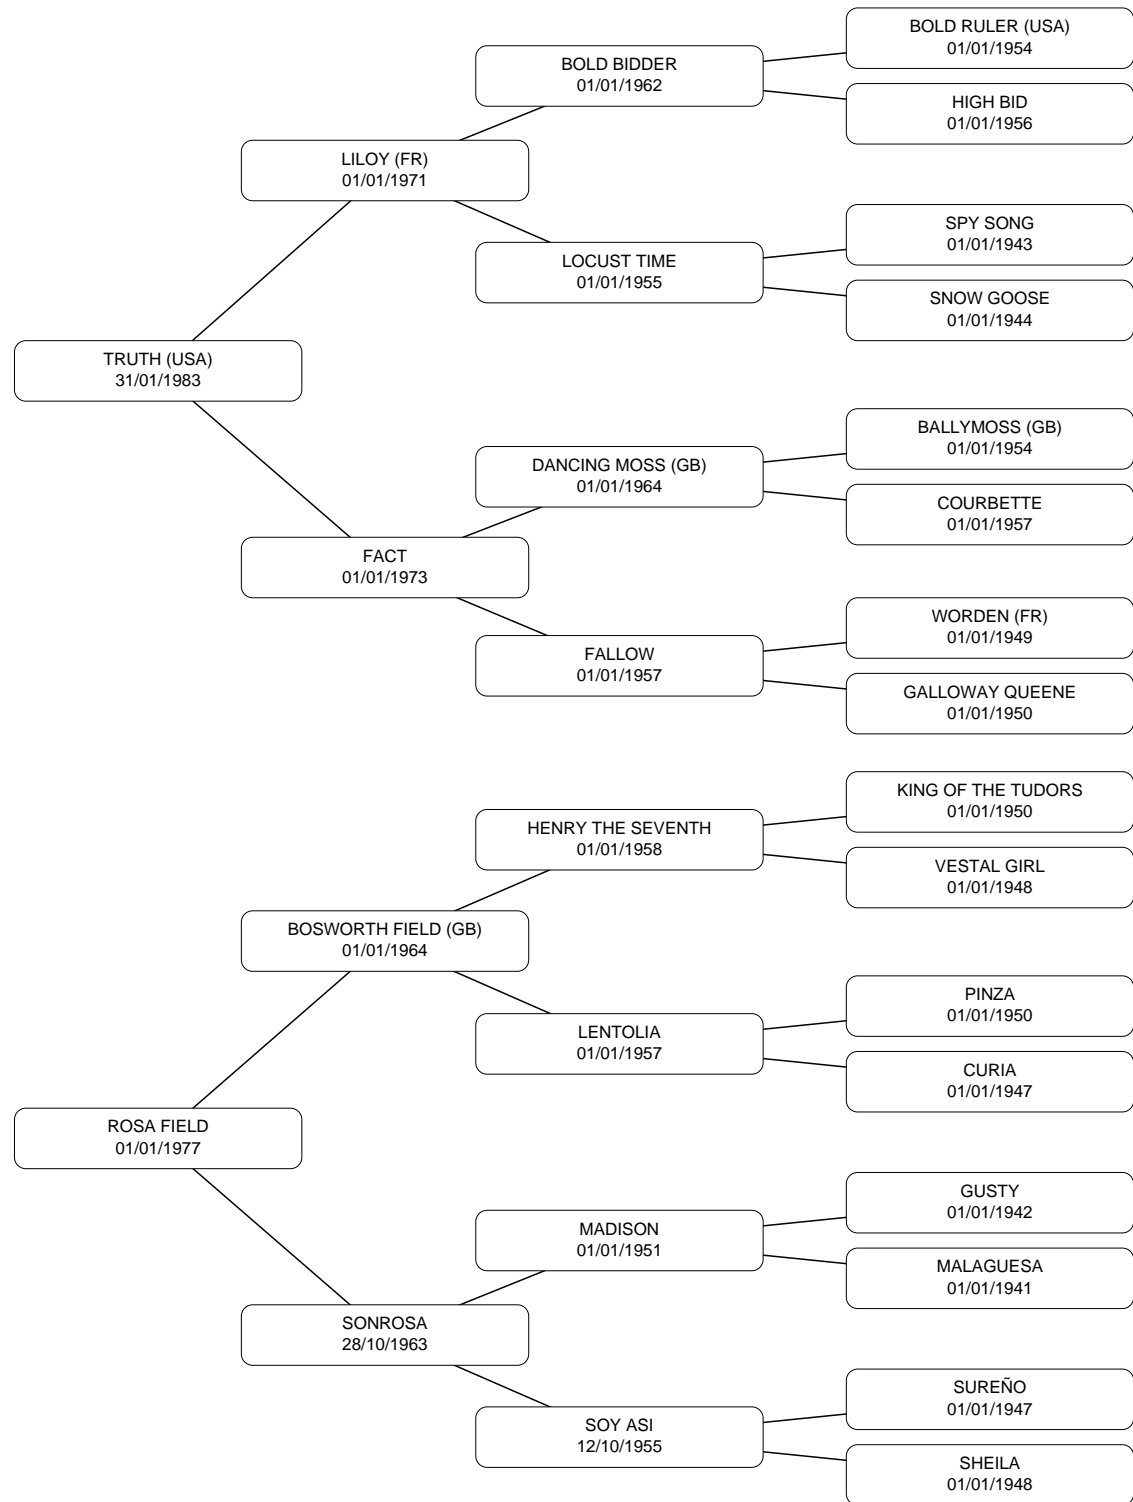 BOLD RULER (USA)
01/01/1954
BOLD BIDDER
01/01/1962
HIGH BID
01/01/1956
LILOY (FR)
01/01/1971
SPY SONG
01/01/1943
LOCUST TIME
01/01/1955
SNOW GOOSE
01/01/1944
TRUTH (USA)
31/01/1983
BALLYMOSS (GB)
01/01/1954
DANCING MOSS (GB)
01/01/1964
COURBETTE
01/01/1957
FACT
01/01/1973
WORDEN (FR)
01/01/1949
FALLOW
01/01/1957
GALLOWAY QUEENE
01/01/1950
KING OF THE TUDORS
01/01/1950
HENRY THE SEVENTH
01/01/1958
VESTAL GIRL
01/01/1948
BOSWORTH FIELD (GB)
01/01/1964
PINZA
01/01/1950
LENTOLIA
01/01/1957
CURIA
01/01/1947
ROSA FIELD
01/01/1977
GUSTY
01/01/1942
MADISON
01/01/1951
MALAGUESA
01/01/1941
SONROSA
28/10/1963
SUREÑO
01/01/1947
SOY ASI
12/10/1955
SHEILA
01/01/1948